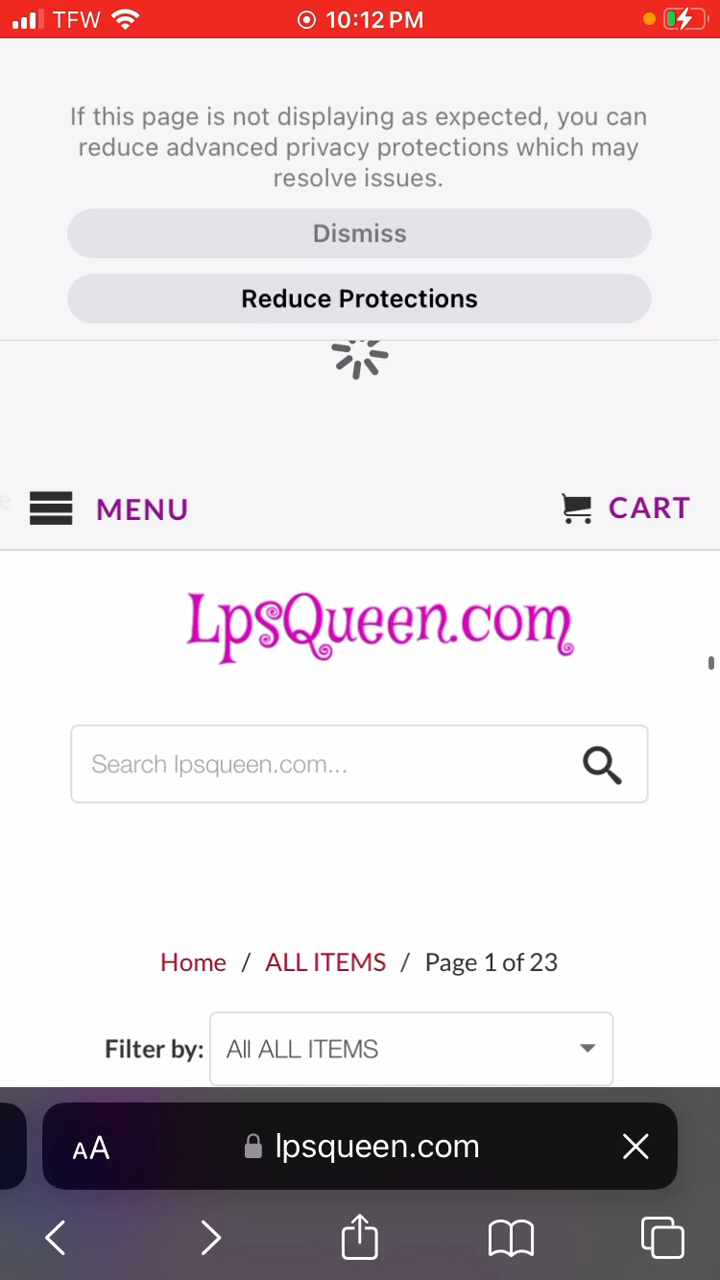 TFW 10:12 PM
If this page is not displaying as expected, you can
reduce advanced privacy protections which may
resolve issues.
Dismiss
Reduce Protections
MENU CART
LpsQueen.com
Search lpsqueen.com...
Home / ALL ITEMS / Page 1 of 23
Filter by: All ALL ITEMS
AA lpsqueen.com